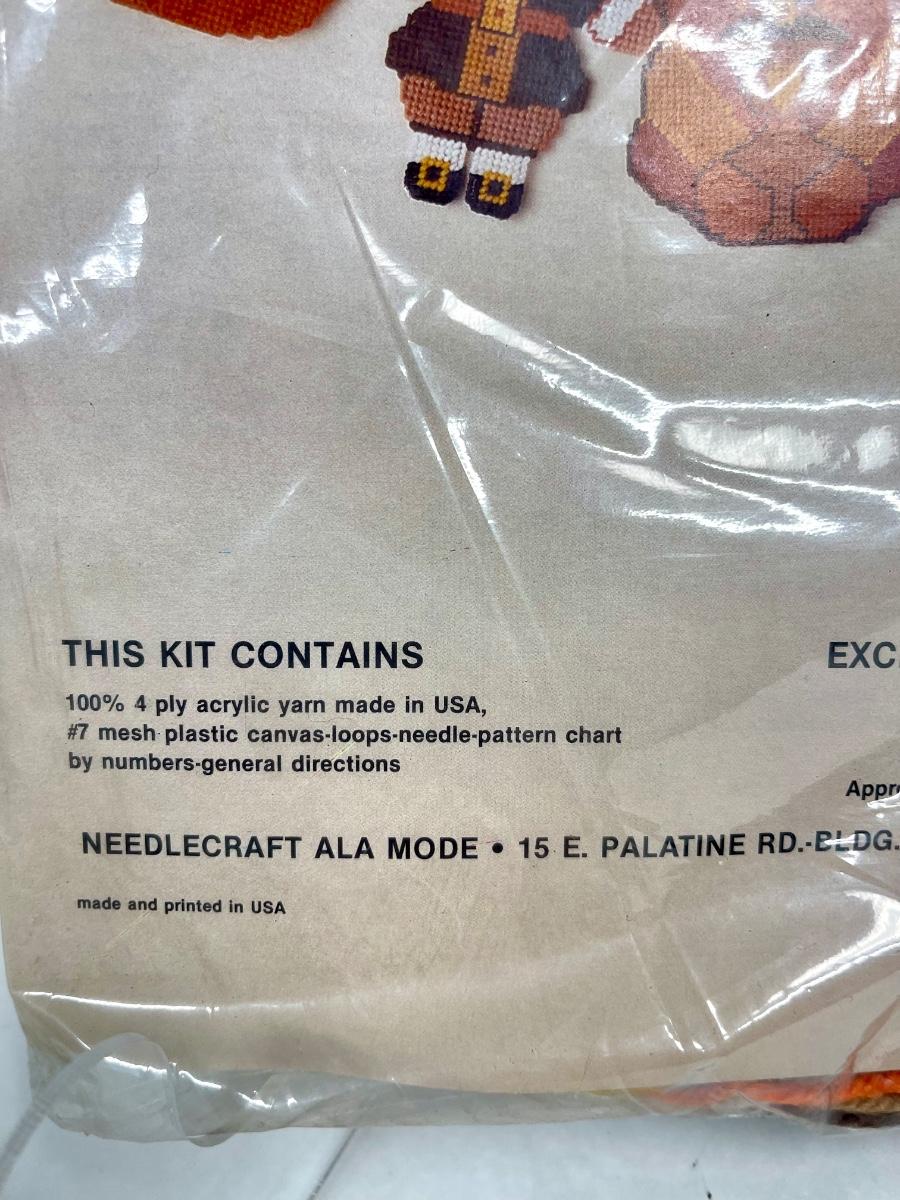 THIS KIT CONTAINS
100% 4 ply acrylic yarn made in USA,
#7 mesh plastic canvas-loops-needle-pattern chart
by numbers-general directions
EXC
Appr
NEEDLECRAFT ALA MODE • 15 E. PALATINE RD.-BLDG.
made and printed in USA